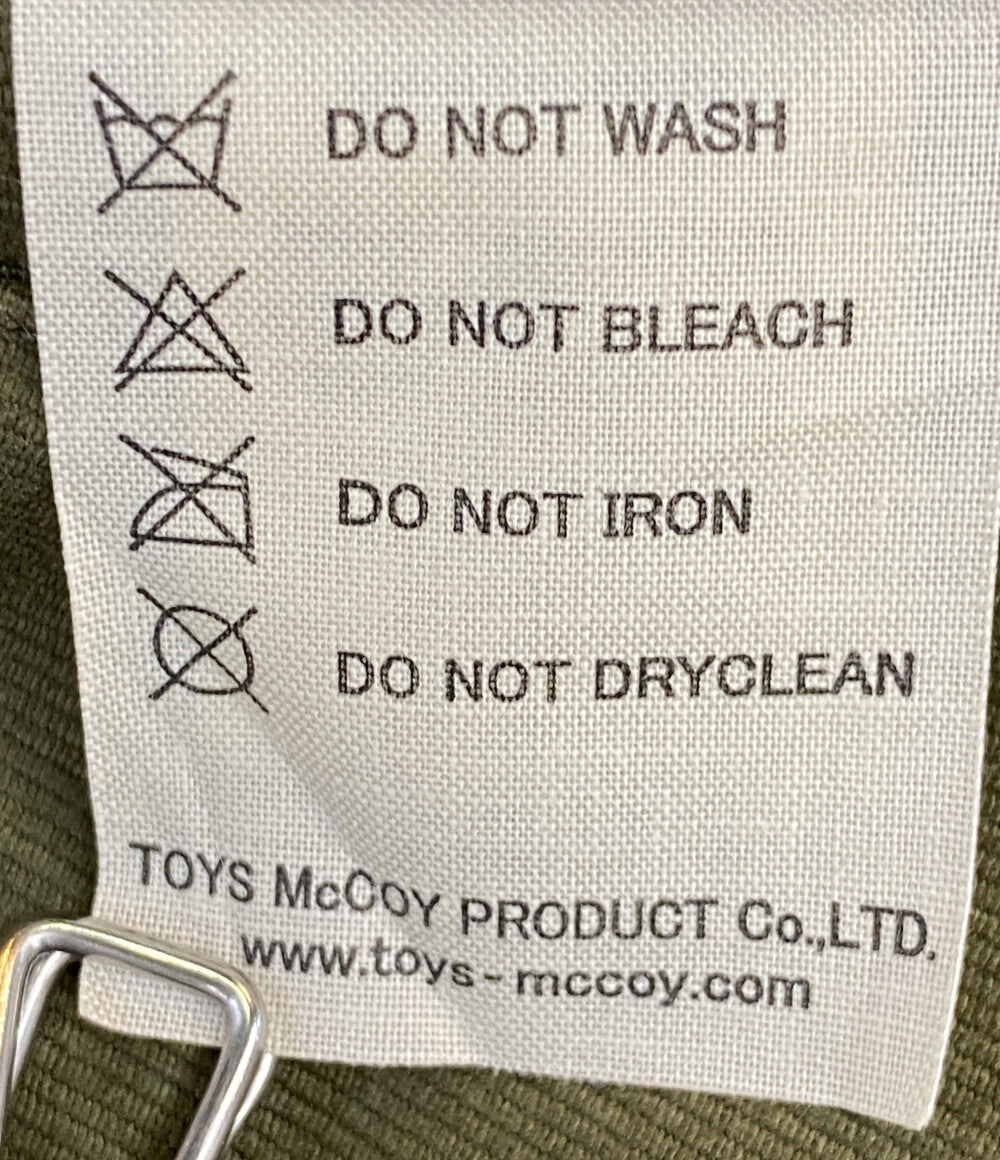 DO NOT WASH
DO NOT BLEACH
DO NOT IRON
DO NOT DRYCLEAN
TOYS McCOY PRODUCT Co.,LTD.
www.toys-mccoy.com